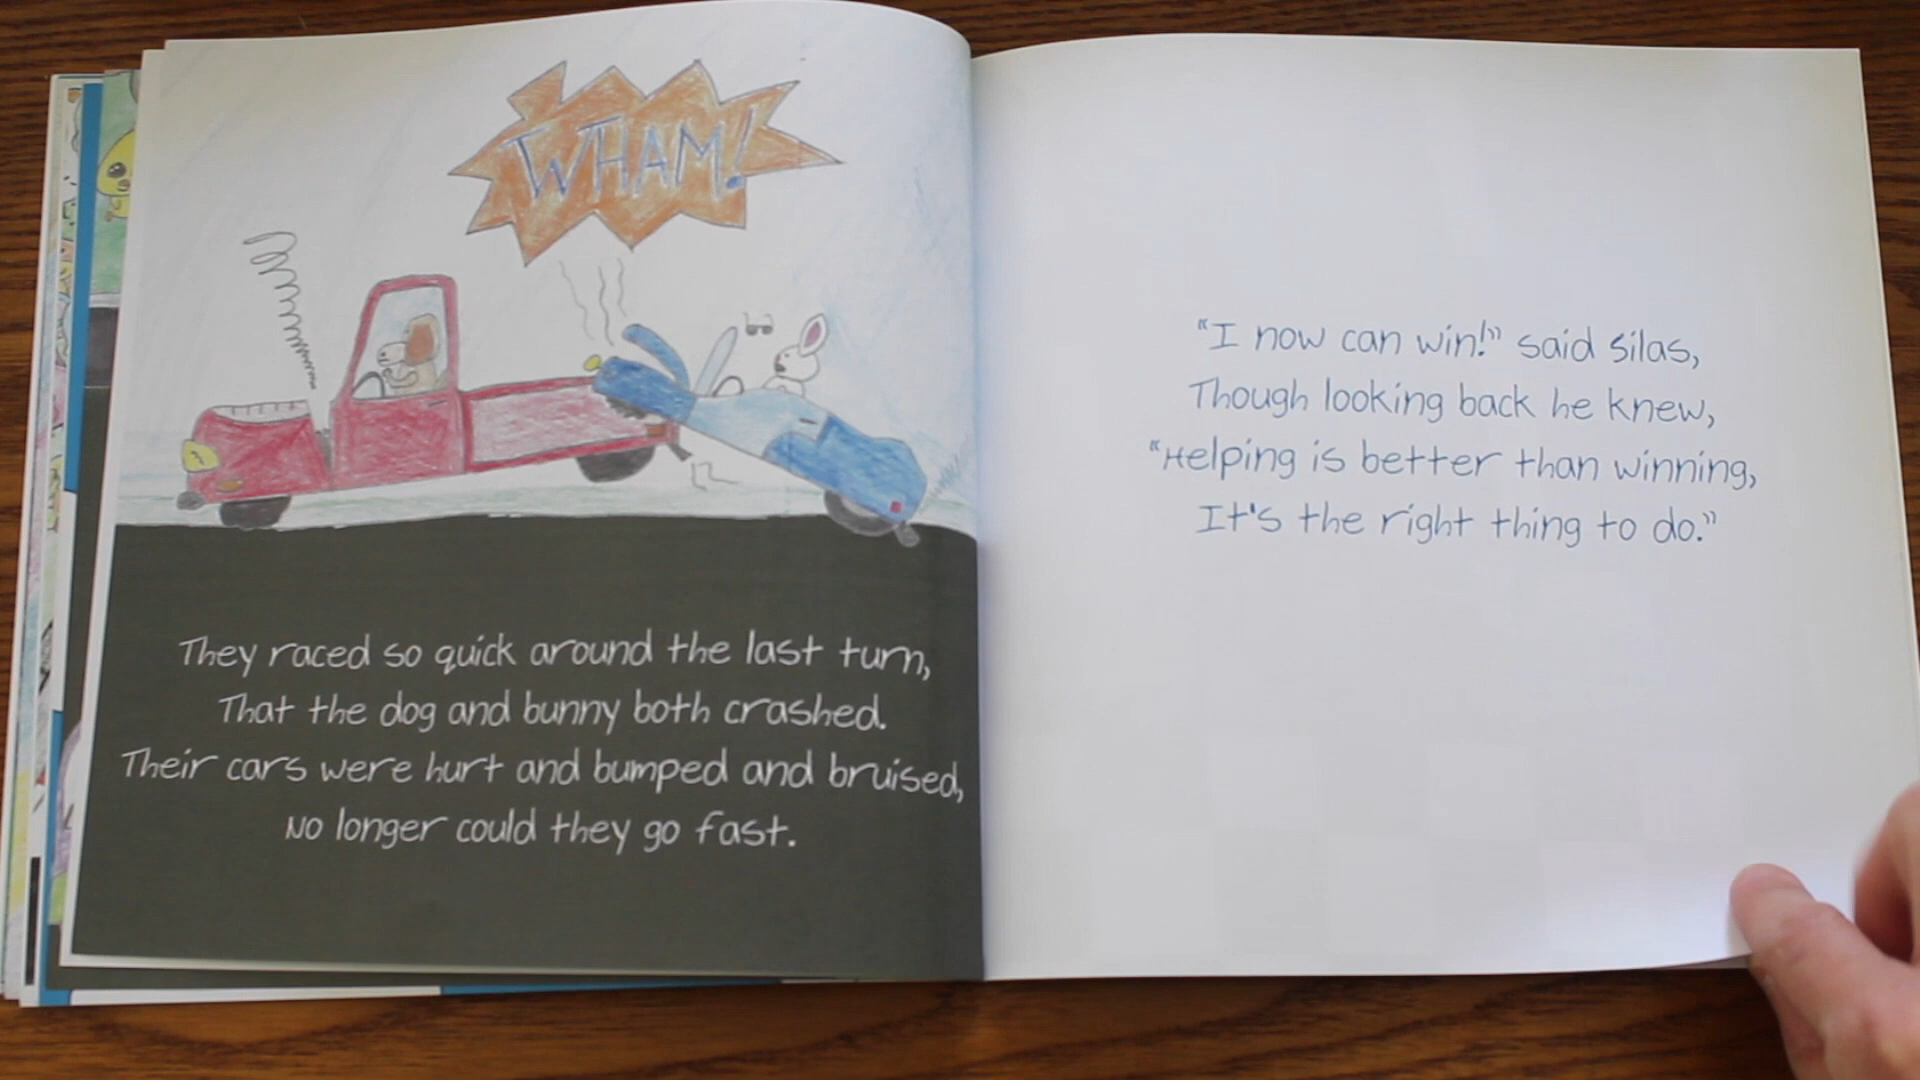 WHAM!
They raced so quick around the last turn,
That the dog and bunny both crashed.
Their cars were hurt and bumped and bruised,
No longer could they go fast.
"I now can win!" said Silas,
Though looking back he knew,
"Helping is better than winning,
It's the right thing to do."